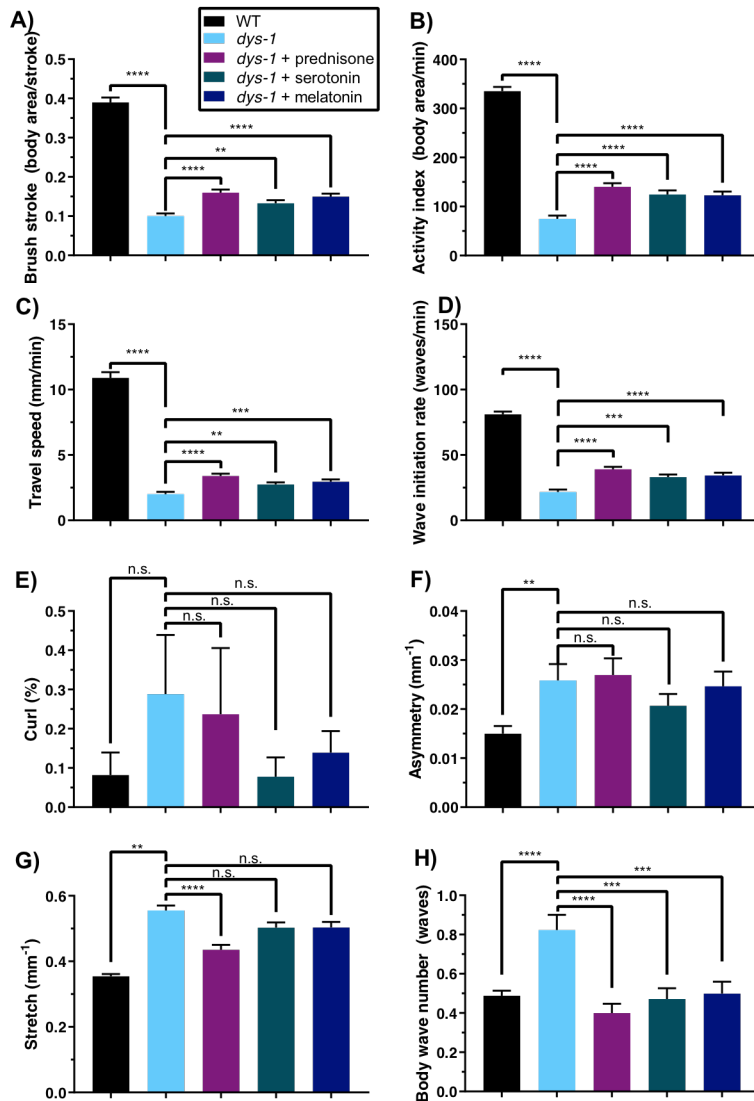 A)
Brush stroke (body area/stroke)
0.5
0.4
0.3
0.2
0.1
0.0
****
****
**
****
WT
dys-1
dys-1 + prednisone
dys-1 + serotonin
dys-1 + melatonin
B)
Activity index (body area/min)
400
300
200
100
0
****
****
****
****
C)
Travel speed (mm/min)
15
10
5
0
****
***
**
****
D)
Wave initiation rate (waves/min)
150
100
50
0
****
****
***
****
E)
Curl (%)
0.5
0.4
0.3
0.2
0.1
0.0
n.s.
n.s.
n.s.
n.s.
F)
Asymmetry (mm-1)
0.04
0.03
0.02
0.01
0.00
**
n.s.
n.s.
n.s.
G)
Stretch (mm-1)
0.6
0.4
0.2
0.0
**
n.s.
n.s.
****
H)
Body wave number (waves)
1.0
0.8
0.6
0.4
0.2
0.0
****
***
***
****